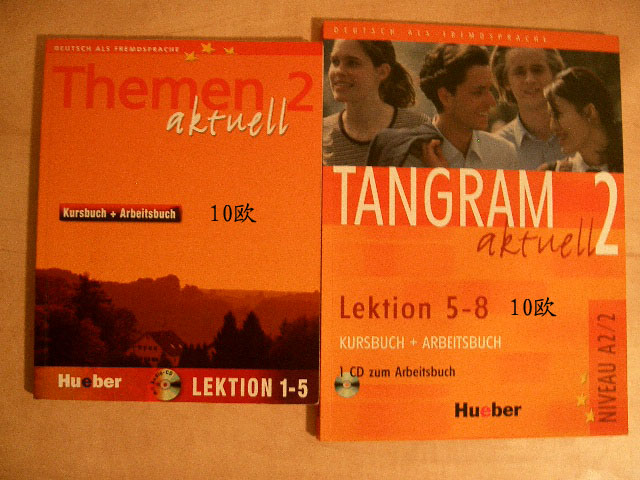 DEUTSCH ALS FREMDSPRACHE
Themen 2
aktuell
Kursbuch + Arbeitsbuch
10欧
Hueber
LEKTION 1-5
DEUTSCH ALS FREMDSPRACHE
TANGRAM
aktuell 2
Lektion 5-8
10欧
KURSBUCH + ARBEITSBUCH
1 CD zum Arbeitsbuch
NIVEAU A2/2
Hueber